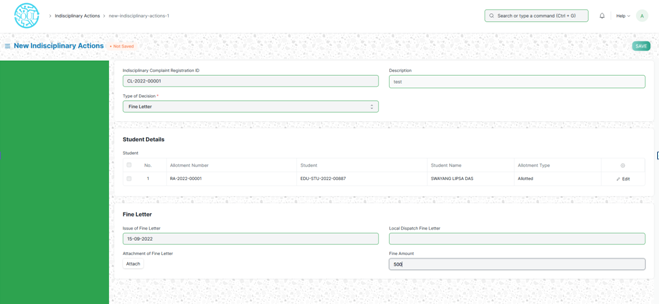 SOUL
Indisciplinary Actions
new-indisciplinary-actions-1
Search or type a command (Ctrl + G)
Help
A
New Indisciplinary Actions
Not Saved
Save
Indisciplinary Complaint Registration ID
Description
CL-2022-00001
test
Type of Decision *
Fine Letter
Student Details
Student
No. Allotment Number Student Student Name Allotment Type
1 RA-2022-00001 EDU-STU-2022-00887 SWAYANG LIPSA DAS Allotted Edit
Fine Letter
Issue of Fine Letter
Local Dispatch Fine Letter
15-09-2022
Attachment of Fine Letter
Fine Amount
Attach
500